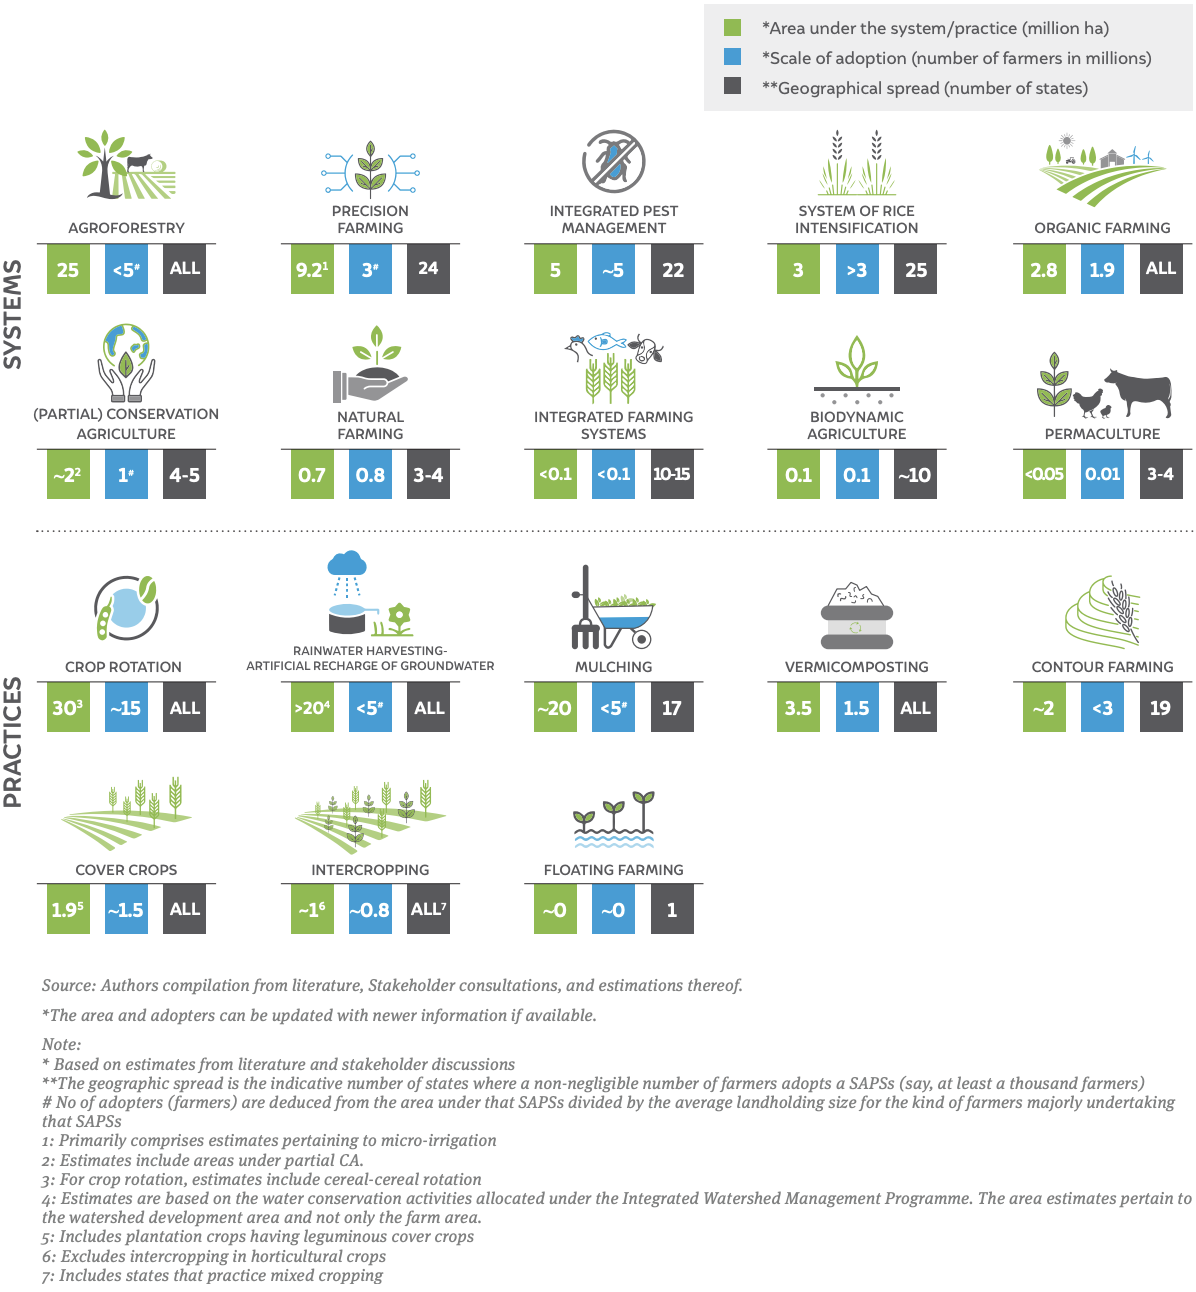 *Area under the system/practice (million ha)
*Scale of adoption (number of farmers in millions)
**Geographical spread (number of states)
SYSTEMS
AGROFORESTRY
25 <5# ALL
PRECISION
FARMING
9.2¹ 3# 24
INTEGRATED PEST
MANAGEMENT
5 ~5 22
SYSTEM OF RICE
INTENSIFICATION
3 >3 25
ORGANIC FARMING
2.8 1.9 ALL
(PARTIAL) CONSERVATION
AGRICULTURE
~2² 1# 4-5
NATURAL
FARMING
0.7 0.8 3-4
INTEGRATED FARMING
SYSTEMS
<0.1 <0.1 10-15
BIODYNAMIC
AGRICULTURE
0.1 0.1 ~10
PERMACULTURE
<0.05 0.01 3-4
PRACTICES
CROP ROTATION
30³ ~15 ALL
RAINWATER HARVESTING-
ARTIFICIAL RECHARGE OF GROUNDWATER
>20⁴ <5# ALL
MULCHING
~20 <5# 17
VERMICOMPOSTING
3.5 1.5 ALL
CONTOUR FARMING
~2 <3 19
COVER CROPS
1.9⁵ ~1.5 ALL
INTERCROPPING
~1⁶ ~0.8 ALL⁷
FLOATING FARMING
~0 ~0 1
Source: Authors compilation from literature, Stakeholder consultations, and estimations thereof.
*The area and adopters can be updated with newer information if available.
Note:
* Based on estimates from literature and stakeholder discussions
**The geographic spread is the indicative number of states where a non-negligible number of farmers adopts a SAPSs (say, at least a thousand farmers)
# No of adopters (farmers) are deduced from the area under that SAPSs divided by the average landholding size for the kind of farmers majorly undertaking
that SAPSs
1: Primarily comprises estimates pertaining to micro-irrigation
2: Estimates include areas under partial CA.
3: For crop rotation, estimates include cereal-cereal rotation
4: Estimates are based on the water conservation activities allocated under the Integrated Watershed Management Programme. The area estimates pertain to
the watershed development area and not only the farm area.
5: Includes plantation crops having leguminous cover crops
6: Excludes intercropping in horticultural crops
7: Includes states that practice mixed cropping